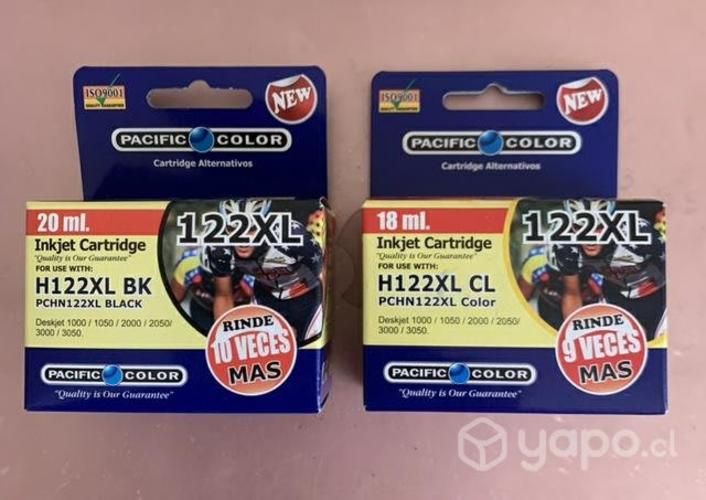 ISO9001
QUALITY GUARANTEED
NEW
PACIFIC COLOR
Cartridge Alternativos
20 ml.
122XL
Inkjet Cartridge
"Quality is Our Guarantee"
FOR USE WITH:
H122XL BK
PCHN122XL BLACK
Deskjet 1000 / 1050 / 2000 / 2050/
3000 / 3050.
RINDE
10 VECES
MAS
PACIFIC COLOR
"Quality is Our Guarantee"
ISO9001
QUALITY GUARANTEED
NEW
PACIFIC COLOR
Cartridge Alternativos
18 ml.
122XL
Inkjet Cartridge
"Quality is Our Guarantee"
FOR USE WITH:
H122XL CL
PCHN122XL Color
Deskjet 1000 / 1050 / 2000 / 2050/
3000 / 3050.
RINDE
9 VECES
MAS
PACIFIC COLOR
"Quality is Our Guarantee"
yapo.cl